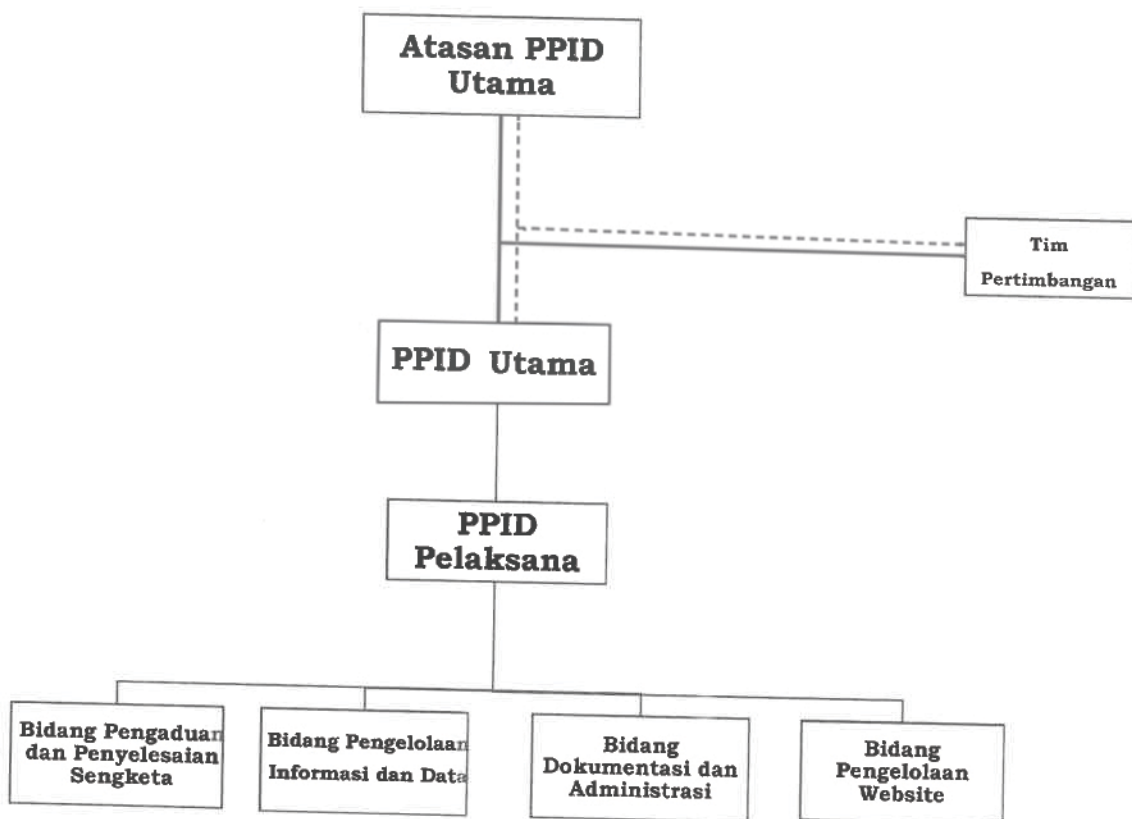 Atasan PPID
Utama
Tim
Pertimbangan
PPID Utama
PPID
Pelaksana
Bidang Pengaduan
dan Penyelesaian
Sengketa
Bidang Pengelolaan
Informasi dan Data
Bidang
Dokumentasi dan
Administrasi
Bidang
Pengelolaan
Website